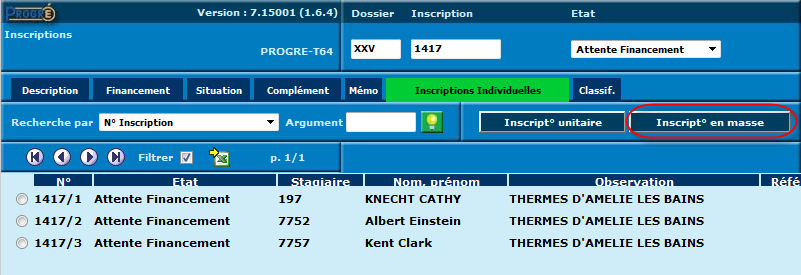 PROGRÉ Version : 7.15001 (1.6.4) Dossier Inscription Etat
Inscriptions
PROGRE-T64 XXV 1417 Attente Financement
Description Financement Situation Complément Mémo Inscriptions Individuelles Classif.
Recherche par N° Inscription Argument Inscript° unitaire Inscript° en masse
Filtrer p. 1/1
N° Etat Stagiaire Nom, prénom Observation Réfé
1417/1 Attente Financement 197 KNECHT CATHY THERMES D'AMELIE LES BAINS
1417/2 Attente Financement 7752 Albert Einstein THERMES D'AMELIE LES BAINS
1417/3 Attente Financement 7757 Kent Clark THERMES D'AMELIE LES BAINS